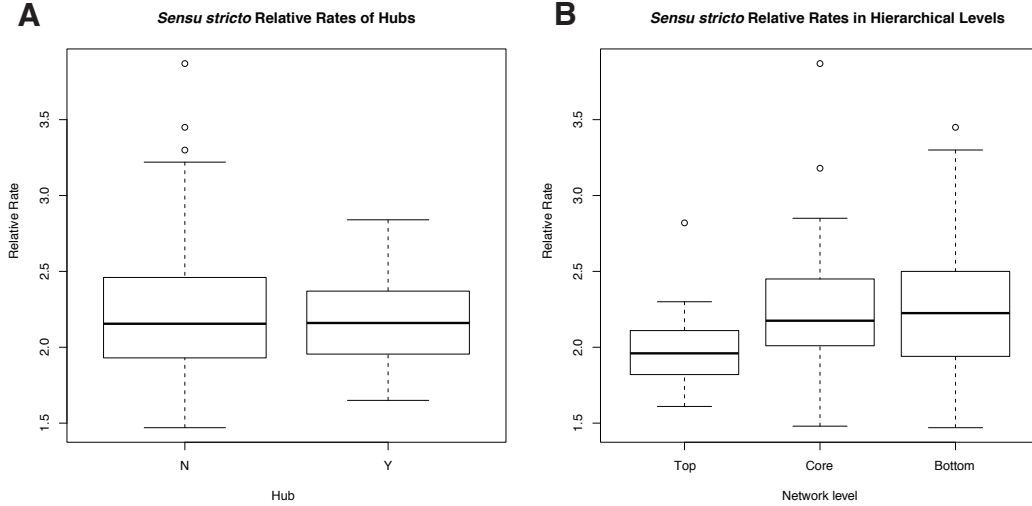 A
Sensu stricto Relative Rates of Hubs
Relative Rate
3.5
3.0
2.5
2.0
1.5
N
Y
Hub
B
Sensu stricto Relative Rates in Hierarchical Levels
Relative Rate
3.5
3.0
2.5
2.0
1.5
Top
Core
Bottom
Network level